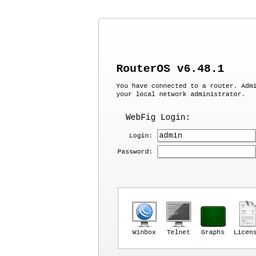 RouterOS v6.48.1
You have connected to a router. Admi
your local network administrator.
WebFig Login:
Login: admin
Password:
Winbox Telnet Graphs Licens